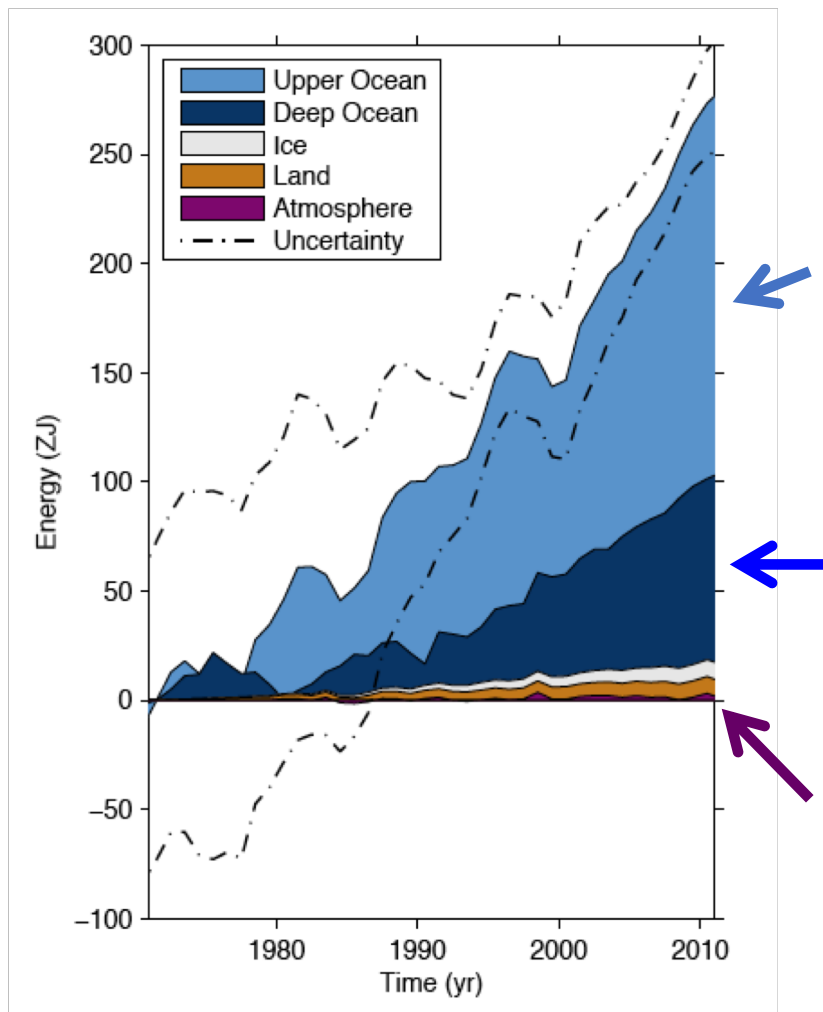 300
250
200
150
100
50
0
−50
−100
Energy (ZJ)
Upper Ocean
Deep Ocean
Ice
Land
Atmosphere
Uncertainty
1980 1990 2000 2010
Time (yr)